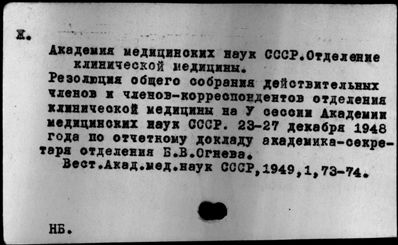 Ж.
Академия медицинских наук СССР.Отделение
клинической медицины.
Резолюция общего собрания действительных
членов и членов-корреспондентов отделения
клинической медицины на У сессии Академии
медицинских наук СССР. 23-27 декабря 1948
года по отчетному докладу академика-секре-
таря отделения Б.В.Огнева.
Вест.Акад.мед.наук СССР,1949,1,73-74.
НБ.